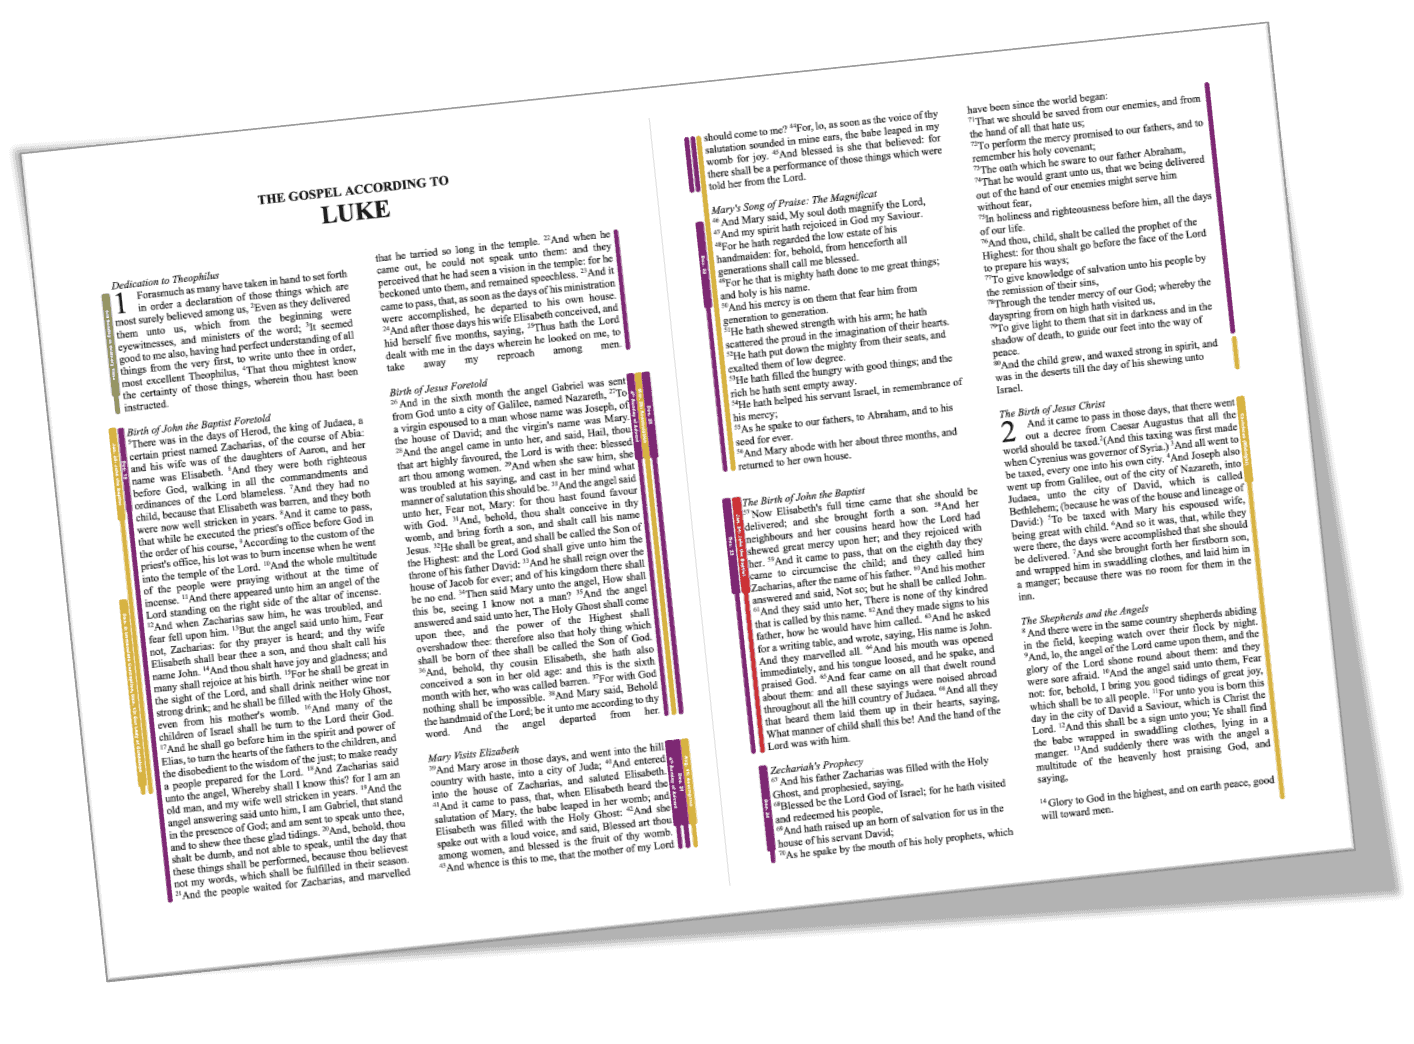 THE GOSPEL ACCORDING TO
LUKE
Dedication to Theophilus
1 Forasmuch as many have taken in hand to set forth
in order a declaration of those things which are
most surely believed among us, 2Even as they delivered
them unto us, which from the beginning were
eyewitnesses, and ministers of the word; 3It seemed
good to me also, having had perfect understanding of all
things from the very first, to write unto thee in order,
most excellent Theophilus, 4That thou mightest know
the certainty of those things, wherein thou hast been
instructed.
Birth of John the Baptist Foretold
5There was in the days of Herod, the king of Judaea, a
certain priest named Zacharias, of the course of Abia:
and his wife was of the daughters of Aaron, and her
name was Elisabeth. 6And they were both righteous
before God, walking in all the commandments and
ordinances of the Lord blameless. 7And they had no
child, because that Elisabeth was barren, and they both
were now well stricken in years. 8And it came to pass,
that while he executed the priest's office before God in
the order of his course, 9According to the custom of the
priest's office, his lot was to burn incense when he went
into the temple of the Lord. 10And the whole multitude
of the people were praying without at the time of
incense. 11And there appeared unto him an angel of the
Lord standing on the right side of the altar of incense.
12And when Zacharias saw him, he was troubled, and
fear fell upon him. 13But the angel said unto him, Fear
not, Zacharias: for thy prayer is heard; and thy wife
Elisabeth shall bear thee a son, and thou shalt call his
name John. 14And thou shalt have joy and gladness; and
many shall rejoice at his birth. 15For he shall be great in
the sight of the Lord, and shall drink neither wine nor
strong drink; and he shall be filled with the Holy Ghost,
even from his mother's womb. 16And many of the
children of Israel shall he turn to the Lord their God.
17And he shall go before him in the spirit and power of
Elias, to turn the hearts of the fathers to the children, and
the disobedient to the wisdom of the just; to make ready
a people prepared for the Lord. 18And Zacharias said
unto the angel, Whereby shall I know this? for I am an
old man, and my wife well stricken in years. 19And the
angel answering said unto him, I am Gabriel, that stand
in the presence of God; and am sent to speak unto thee,
and to shew thee these glad tidings. 20And, behold, thou
shalt be dumb, and not able to speak, until the day that
these things shall be performed, because thou believest
not my words, which shall be fulfilled in their season.
21And the people waited for Zacharias, and marvelled
that he tarried so long in the temple. 22And when he
came out, he could not speak unto them: and they
perceived that he had seen a vision in the temple: for he
beckoned unto them, and remained speechless. 23And it
came to pass, that, as soon as the days of his ministration
were accomplished, he departed to his own house.
24And after those days his wife Elisabeth conceived, and
hid herself five months, saying, 25Thus hath the Lord
dealt with me in the days wherein he looked on me, to
take away my reproach among men.
Birth of Jesus Foretold
26And in the sixth month the angel Gabriel was sent
from God unto a city of Galilee, named Nazareth, 27To
a virgin espoused to a man whose name was Joseph, of
the house of David; and the virgin's name was Mary.
28And the angel came in unto her, and said, Hail, thou
that art highly favoured, the Lord is with thee: blessed
art thou among women. 29And when she saw him, she
was troubled at his saying, and cast in her mind what
manner of salutation this should be. 30And the angel said
unto her, Fear not, Mary: for thou hast found favour
with God. 31And, behold, thou shalt conceive in thy
womb, and bring forth a son, and shalt call his name
Jesus. 32He shall be great, and shall be called the Son of
the Highest: and the Lord God shall give unto him the
throne of his father David: 33And he shall reign over the
house of Jacob for ever; and of his kingdom there shall
be no end. 34Then said Mary unto the angel, How shall
this be, seeing I know not a man? 35And the angel
answered and said unto her, The Holy Ghost shall come
upon thee, and the power of the Highest shall
overshadow thee: therefore also that holy thing which
shall be born of thee shall be called the Son of God.
36And, behold, thy cousin Elisabeth, she hath also
conceived a son in her old age: and this is the sixth
month with her, who was called barren. 37For with God
nothing shall be impossible. 38And Mary said, Behold
the handmaid of the Lord; be it unto me according to thy
word. And the angel departed from her.
Mary Visits Elizabeth
39And Mary arose in those days, and went into the hill
country with haste, into a city of Juda; 40And entered
into the house of Zacharias, and saluted Elisabeth.
41And it came to pass, that, when Elisabeth heard the
salutation of Mary, the babe leaped in her womb; and
Elisabeth was filled with the Holy Ghost: 42And she
spake out with a loud voice, and said, Blessed art thou
among women, and blessed is the fruit of thy womb.
43And whence is this to me, that the mother of my Lord
should come to me? 44For, lo, as soon as the voice of thy
salutation sounded in mine ears, the babe leaped in my
womb for joy. 45And blessed is she that believed: for
there shall be a performance of those things which were
told her from the Lord.
Mary's Song of Praise: The Magnificat
46And Mary said, My soul doth magnify the Lord,
47And my spirit hath rejoiced in God my Saviour.
48For he hath regarded the low estate of his
handmaiden: for, behold, from henceforth all
generations shall call me blessed.
49For he that is mighty hath done to me great things;
and holy is his name.
50And his mercy is on them that fear him from
generation to generation.
51He hath shewed strength with his arm; he hath
scattered the proud in the imagination of their hearts.
52He hath put down the mighty from their seats, and
exalted them of low degree.
53He hath filled the hungry with good things; and the
rich he hath sent empty away.
54He hath helped his servant Israel, in remembrance of
his mercy;
55As he spake to our fathers, to Abraham, and to his
seed for ever.
56And Mary abode with her about three months, and
returned to her own house.
The Birth of John the Baptist
57Now Elisabeth's full time came that she should be
delivered; and she brought forth a son. 58And her
neighbours and her cousins heard how the Lord had
shewed great mercy upon her; and they rejoiced with
her. 59And it came to pass, that on the eighth day they
came to circumcise the child; and they called him
Zacharias, after the name of his father. 60And his mother
answered and said, Not so; but he shall be called John.
61And they said unto her, There is none of thy kindred
that is called by this name. 62And they made signs to his
father, how he would have him called. 63And he asked
for a writing table, and wrote, saying, His name is John.
And they marvelled all. 64And his mouth was opened
immediately, and his tongue loosed, and he spake, and
praised God. 65And fear came on all that dwelt round
about them: and all these sayings were noised abroad
throughout all the hill country of Judaea. 66And all they
that heard them laid them up in their hearts, saying,
What manner of child shall this be! And the hand of the
Lord was with him.
Zechariah's Prophecy
67And his father Zacharias was filled with the Holy
Ghost, and prophesied, saying,
68Blessed be the Lord God of Israel; for he hath visited
and redeemed his people,
69And hath raised up an horn of salvation for us in the
house of his servant David;
70As he spake by the mouth of his holy prophets, which
have been since the world began:
71That we should be saved from our enemies, and from
the hand of all that hate us;
72To perform the mercy promised to our fathers, and to
remember his holy covenant;
73The oath which he sware to our father Abraham,
74That he would grant unto us, that we being delivered
out of the hand of our enemies might serve him
without fear,
75In holiness and righteousness before him, all the days
of our life.
76And thou, child, shalt be called the prophet of the
Highest: for thou shalt go before the face of the Lord
to prepare his ways;
77To give knowledge of salvation unto his people by
the remission of their sins,
78Through the tender mercy of our God; whereby the
dayspring from on high hath visited us,
79To give light to them that sit in darkness and in the
shadow of death, to guide our feet into the way of
peace.
80And the child grew, and waxed strong in spirit, and
was in the deserts till the day of his shewing unto
Israel.
The Birth of Jesus Christ
2 And it came to pass in those days, that there went
out a decree from Caesar Augustus that all the
world should be taxed. 2(And this taxing was first made
when Cyrenius was governor of Syria.) 3And all went to
be taxed, every one into his own city. 4And Joseph also
went up from Galilee, out of the city of Nazareth, into
Judaea, unto the city of David, which is called
Bethlehem; (because he was of the house and lineage of
David:) 5To be taxed with Mary his espoused wife,
being great with child. 6And so it was, that, while they
were there, the days were accomplished that she should
be delivered. 7And she brought forth her firstborn son,
and wrapped him in swaddling clothes, and laid him in
a manger; because there was no room for them in the
inn.
The Shepherds and the Angels
8And there were in the same country shepherds abiding
in the field, keeping watch over their flock by night.
9And, lo, the angel of the Lord came upon them, and the
glory of the Lord shone round about them: and they
were sore afraid. 10And the angel said unto them, Fear
not: for, behold, I bring you good tidings of great joy,
which shall be to all people. 11For unto you is born this
day in the city of David a Saviour, which is Christ the
Lord. 12And this shall be a sign unto you; Ye shall find
the babe wrapped in swaddling clothes, lying in a
manger. 13And suddenly there was with the angel a
multitude of the heavenly host praising God, and
saying,
14Glory to God in the highest, and on earth peace, good
will toward men.